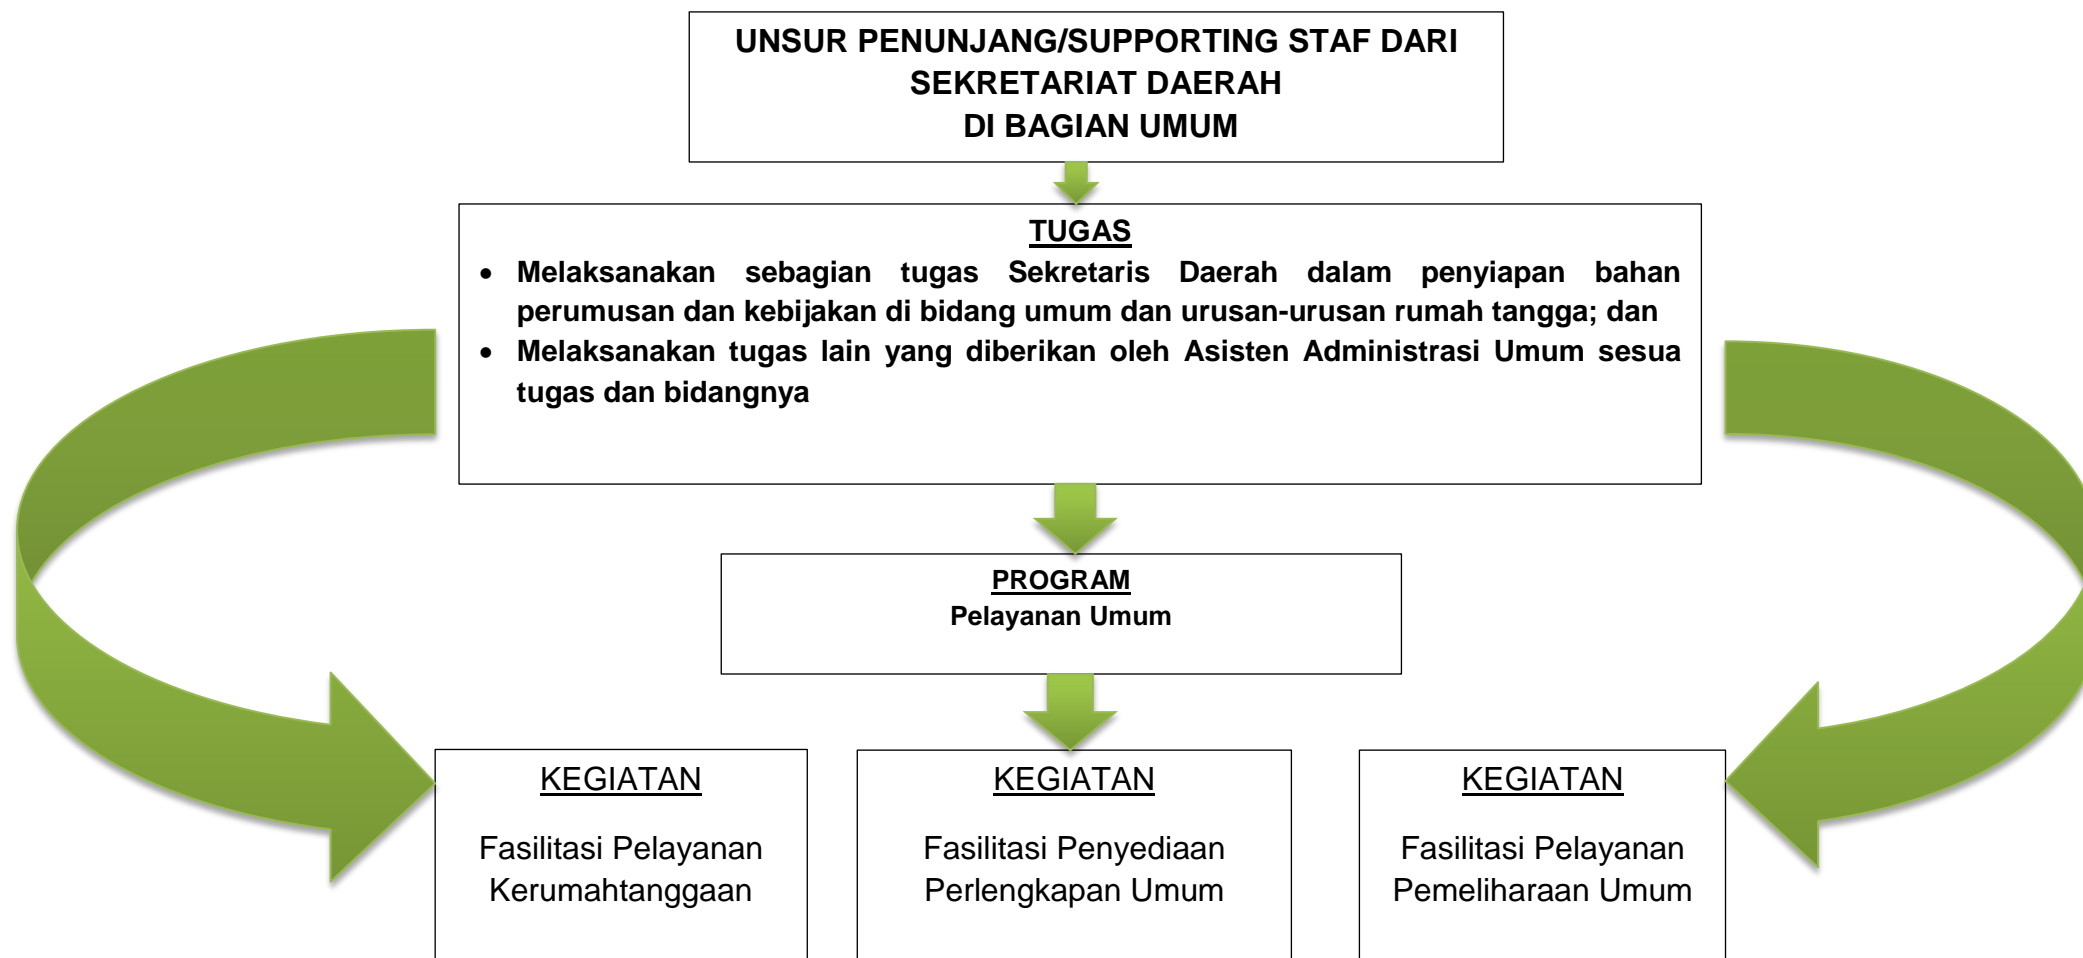 UNSUR PENUNJANG/SUPPORTING STAF DARI
SEKRETARIAT DAERAH
DI BAGIAN UMUM
TUGAS
• Melaksanakan sebagian tugas Sekretaris Daerah dalam penyiapan bahan
perumusan dan kebijakan di bidang umum dan urusan-urusan rumah tangga; dan
• Melaksanakan tugas lain yang diberikan oleh Asisten Administrasi Umum sesua
tugas dan bidangnya
PROGRAM
Pelayanan Umum
KEGIATAN
Fasilitasi Pelayanan
Kerumahtanggaan
KEGIATAN
Fasilitasi Penyediaan
Perlengkapan Umum
KEGIATAN
Fasilitasi Pelayanan
Pemeliharaan Umum